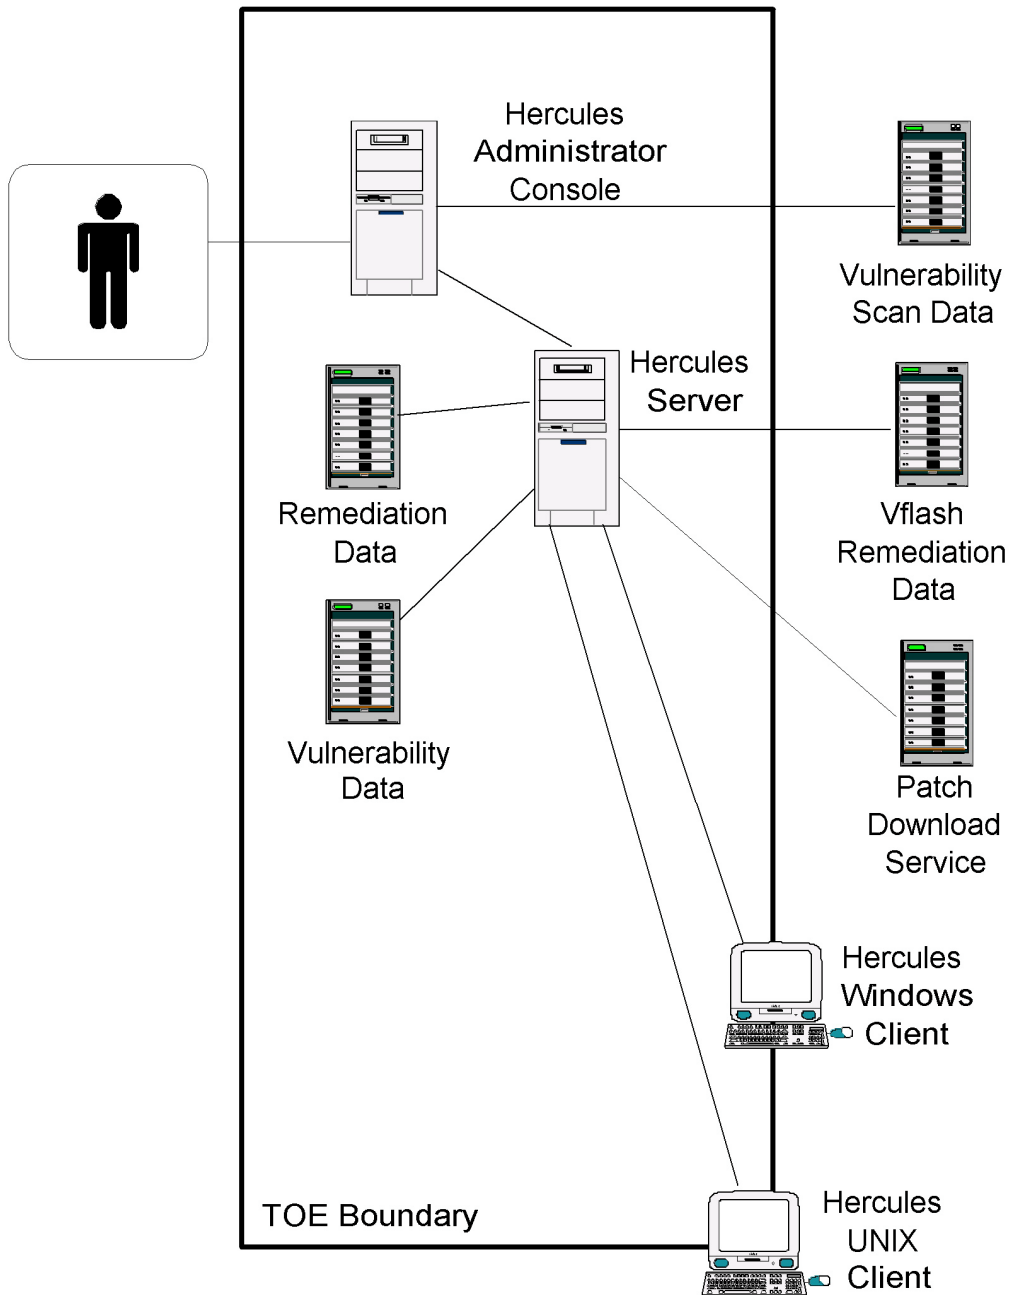 Hercules
Administrator
Console
Vulnerability
Scan Data
Hercules
Server
Remediation
Data
Vflash
Remediation
Data
Vulnerability
Data
Patch
Download
Service
Hercules
Windows
Client
TOE Boundary
Hercules
UNIX
Client